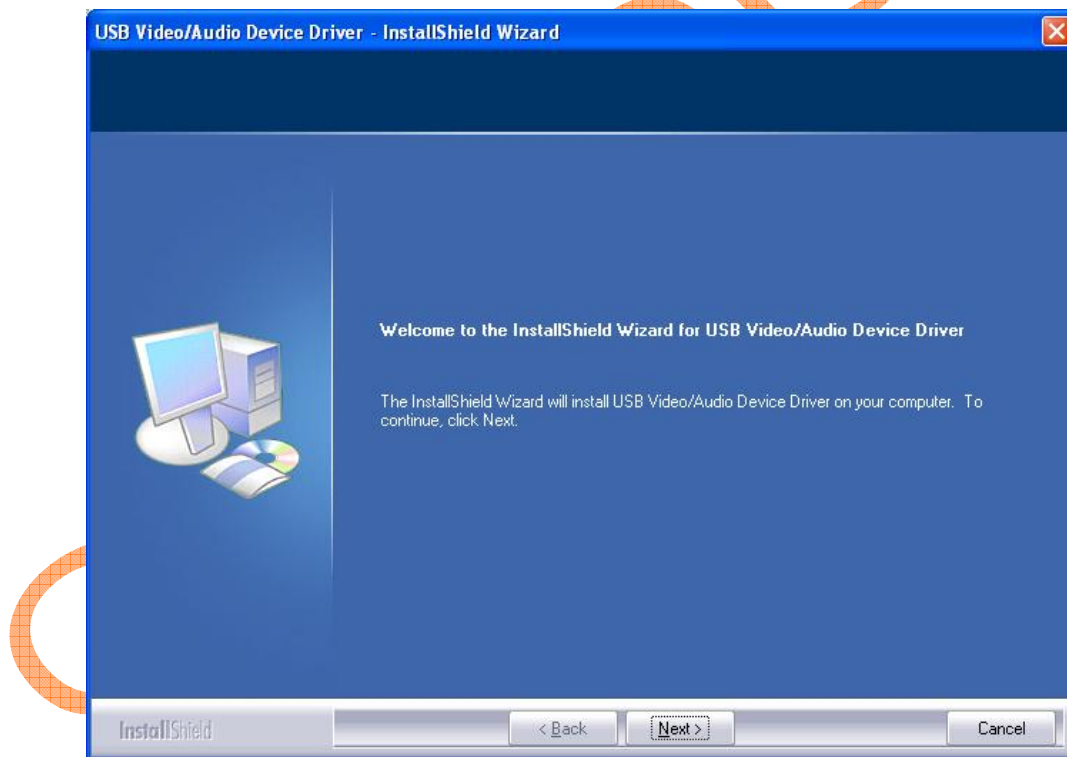 USB Video/Audio Device Driver - InstallShield Wizard
Welcome to the InstallShield Wizard for USB Video/Audio Device Driver
The InstallShield Wizard will install USB Video/Audio Device Driver on your computer.  To
continue, click Next.
InstallShield
< Back
Next >
Cancel